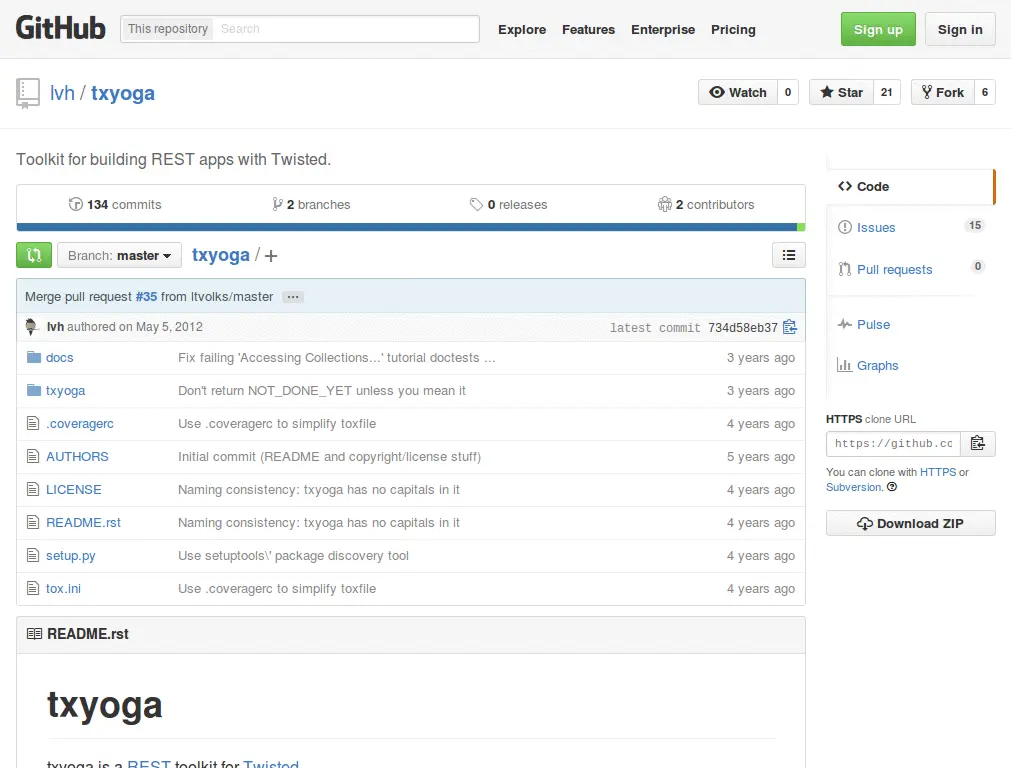 GitHub This repository Search Explore Features Enterprise Pricing Sign up Sign in
lvh / txyoga Watch 0 Star 21 Fork 6
Toolkit for building REST apps with Twisted.
134 commits 2 branches 0 releases 2 contributors
Branch: master txyoga / +
Merge pull request #35 from ltvolks/master ...
lvh authored on May 5, 2012 latest commit 734d58eb37
docs Fix failing 'Accessing Collections...' tutorial doctests ... 3 years ago
txyoga Don't return NOT_DONE_YET unless you mean it 3 years ago
.coveragerc Use .coveragerc to simplify toxfile 4 years ago
AUTHORS Initial commit (README and copyright/license stuff) 5 years ago
LICENSE Naming consistency: txyoga has no capitals in it 4 years ago
README.rst Naming consistency: txyoga has no capitals in it 4 years ago
setup.py Use setuptools\' package discovery tool 4 years ago
tox.ini Use .coveragerc to simplify toxfile 4 years ago
README.rst
txyoga
txyoga is a REST toolkit for Twisted.
Code
Issues 15
Pull requests 0
Pulse
Graphs
HTTPS clone URL
https://github.cc
You can clone with HTTPS or
Subversion.
Download ZIP